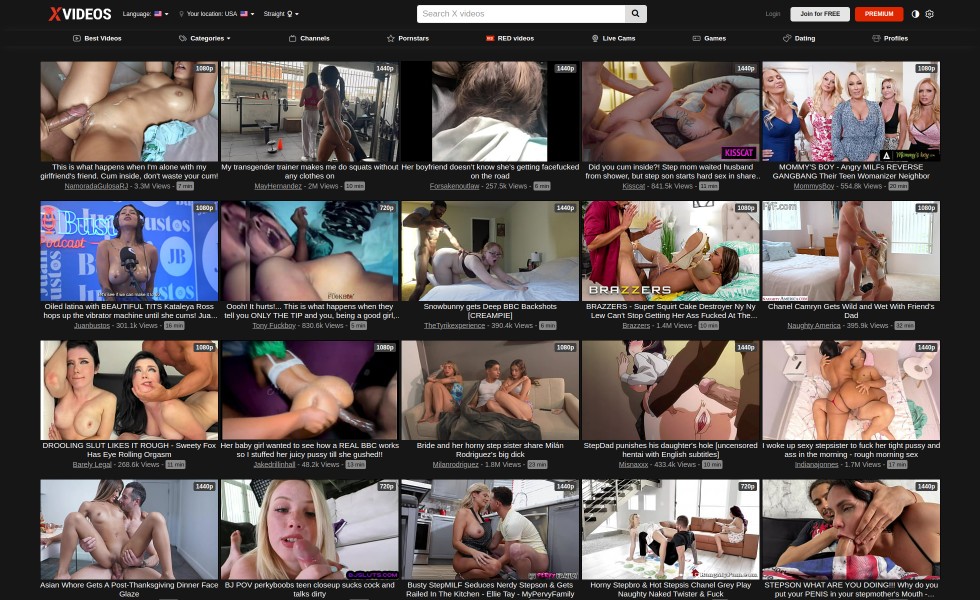 XVIDEOS
Language:
Your location: USA
Straight
Search X videos
Login
Join for FREE
PREMIUM
Best Videos
Categories
Channels
Pornstars
RED videos
Live Cams
Games
Dating
Profiles
1080p
1440p
1440p
1440p
KISSCAT
1080p
Mommy's Boy
This is what happens when I'm alone with my
girlfriend's friend. Cum inside, don't waste your cum!
NamoradaGulosaRJ - 3.3M Views - 7 min
My transgender trainer makes me do squats without
any clothes on
MavHernandez - 2M Views - 10 min
Her boyfriend doesn't know she's getting facefucked
on the road
Forsakenoutlaw - 257.5k Views - 6 min
Did you cum inside?! Step mom waited husband
from shower, but step son starts hard sex in share..
Kisscat - 841.5k Views - 11 min
MOMMY'S BOY - Angry MILFs REVERSE
GANGBANG Their Teen Womanizer Neighbor
MommysBoy - 554.8k Views - 20 min
1080p
Bustos
odcast
Bustos
JB
720p
1440p
1080p
BRAZZERS
1080p
NAUGHTY AMERICA.COM
Oiled latina with BEAUTIFUL TITS Kataleya Ross
hops up the vibrator machine until she cums! Jua...
Juanbustos - 301.1k Views - 16 min
Oooh! It hurts!... This is what happens when they
tell you ONLY THE TIP and you, being a good girl,..
Tony Fuckboy - 830.6k Views - 5 min
Snowbunny gets Deep BBC Backshots
[CREAMPIE]
TheTyrikexperience - 390.4k Views - 6 min
BRAZZERS - Super Squirt Cake Destroyer Ny Ny
Lew Can't Stop Getting Her Ass Fucked At The...
Brazzers - 1.4M Views - 10 min
Chanel Camryn Gets Wild and Wet With Friend's
Dad
Naughty America - 395.9k Views - 32 min
1080p
1080p
1080p
1440p
1440p
DROOLING SLUT LIKES IT ROUGH - Sweety Fox
Has Eye Rolling Orgasm
Barely Legal - 268.6k Views - 11 min
Her baby girl wanted to see how a REAL BBC works
so I stuffed her juicy pussy till she gushed!!
Jakedrillnhall - 48.2k Views - 13 min
Bride and her horny step sister share Milán
Rodriguez's big dick
Milanrodriguez - 1.8M Views - 23 min
StepDad punishes his daughter's hole [uncensored
hentai with English subtitles]
Misnaxxx - 433.4k Views - 10 min
I woke up sexy stepsister to fuck her tight pussy and
ass in the morning - rough morning sex
Indianajonnes - 1.7M Views - 17 min
1440p
720p
BJSLUTS.COM
1440p
720p
1440p
Asian Whore Gets A Post-Thanksgiving Dinner Face
Glaze
BJ POV perkyboobs teen closeup sucks cock and
talks dirty
Busty StepMILF Seduces Nerdy Stepson & Gets
Railed In The Kitchen - Ellie Tay - MyPervyFamily
Horny Stepbro & Hot Stepsis Chanel Grey Play
Naughty Naked Twister & Fuck
STEPSON WHAT ARE YOU DOING!!! Why do you
put your PENIS in your stepmother's Mouth -...